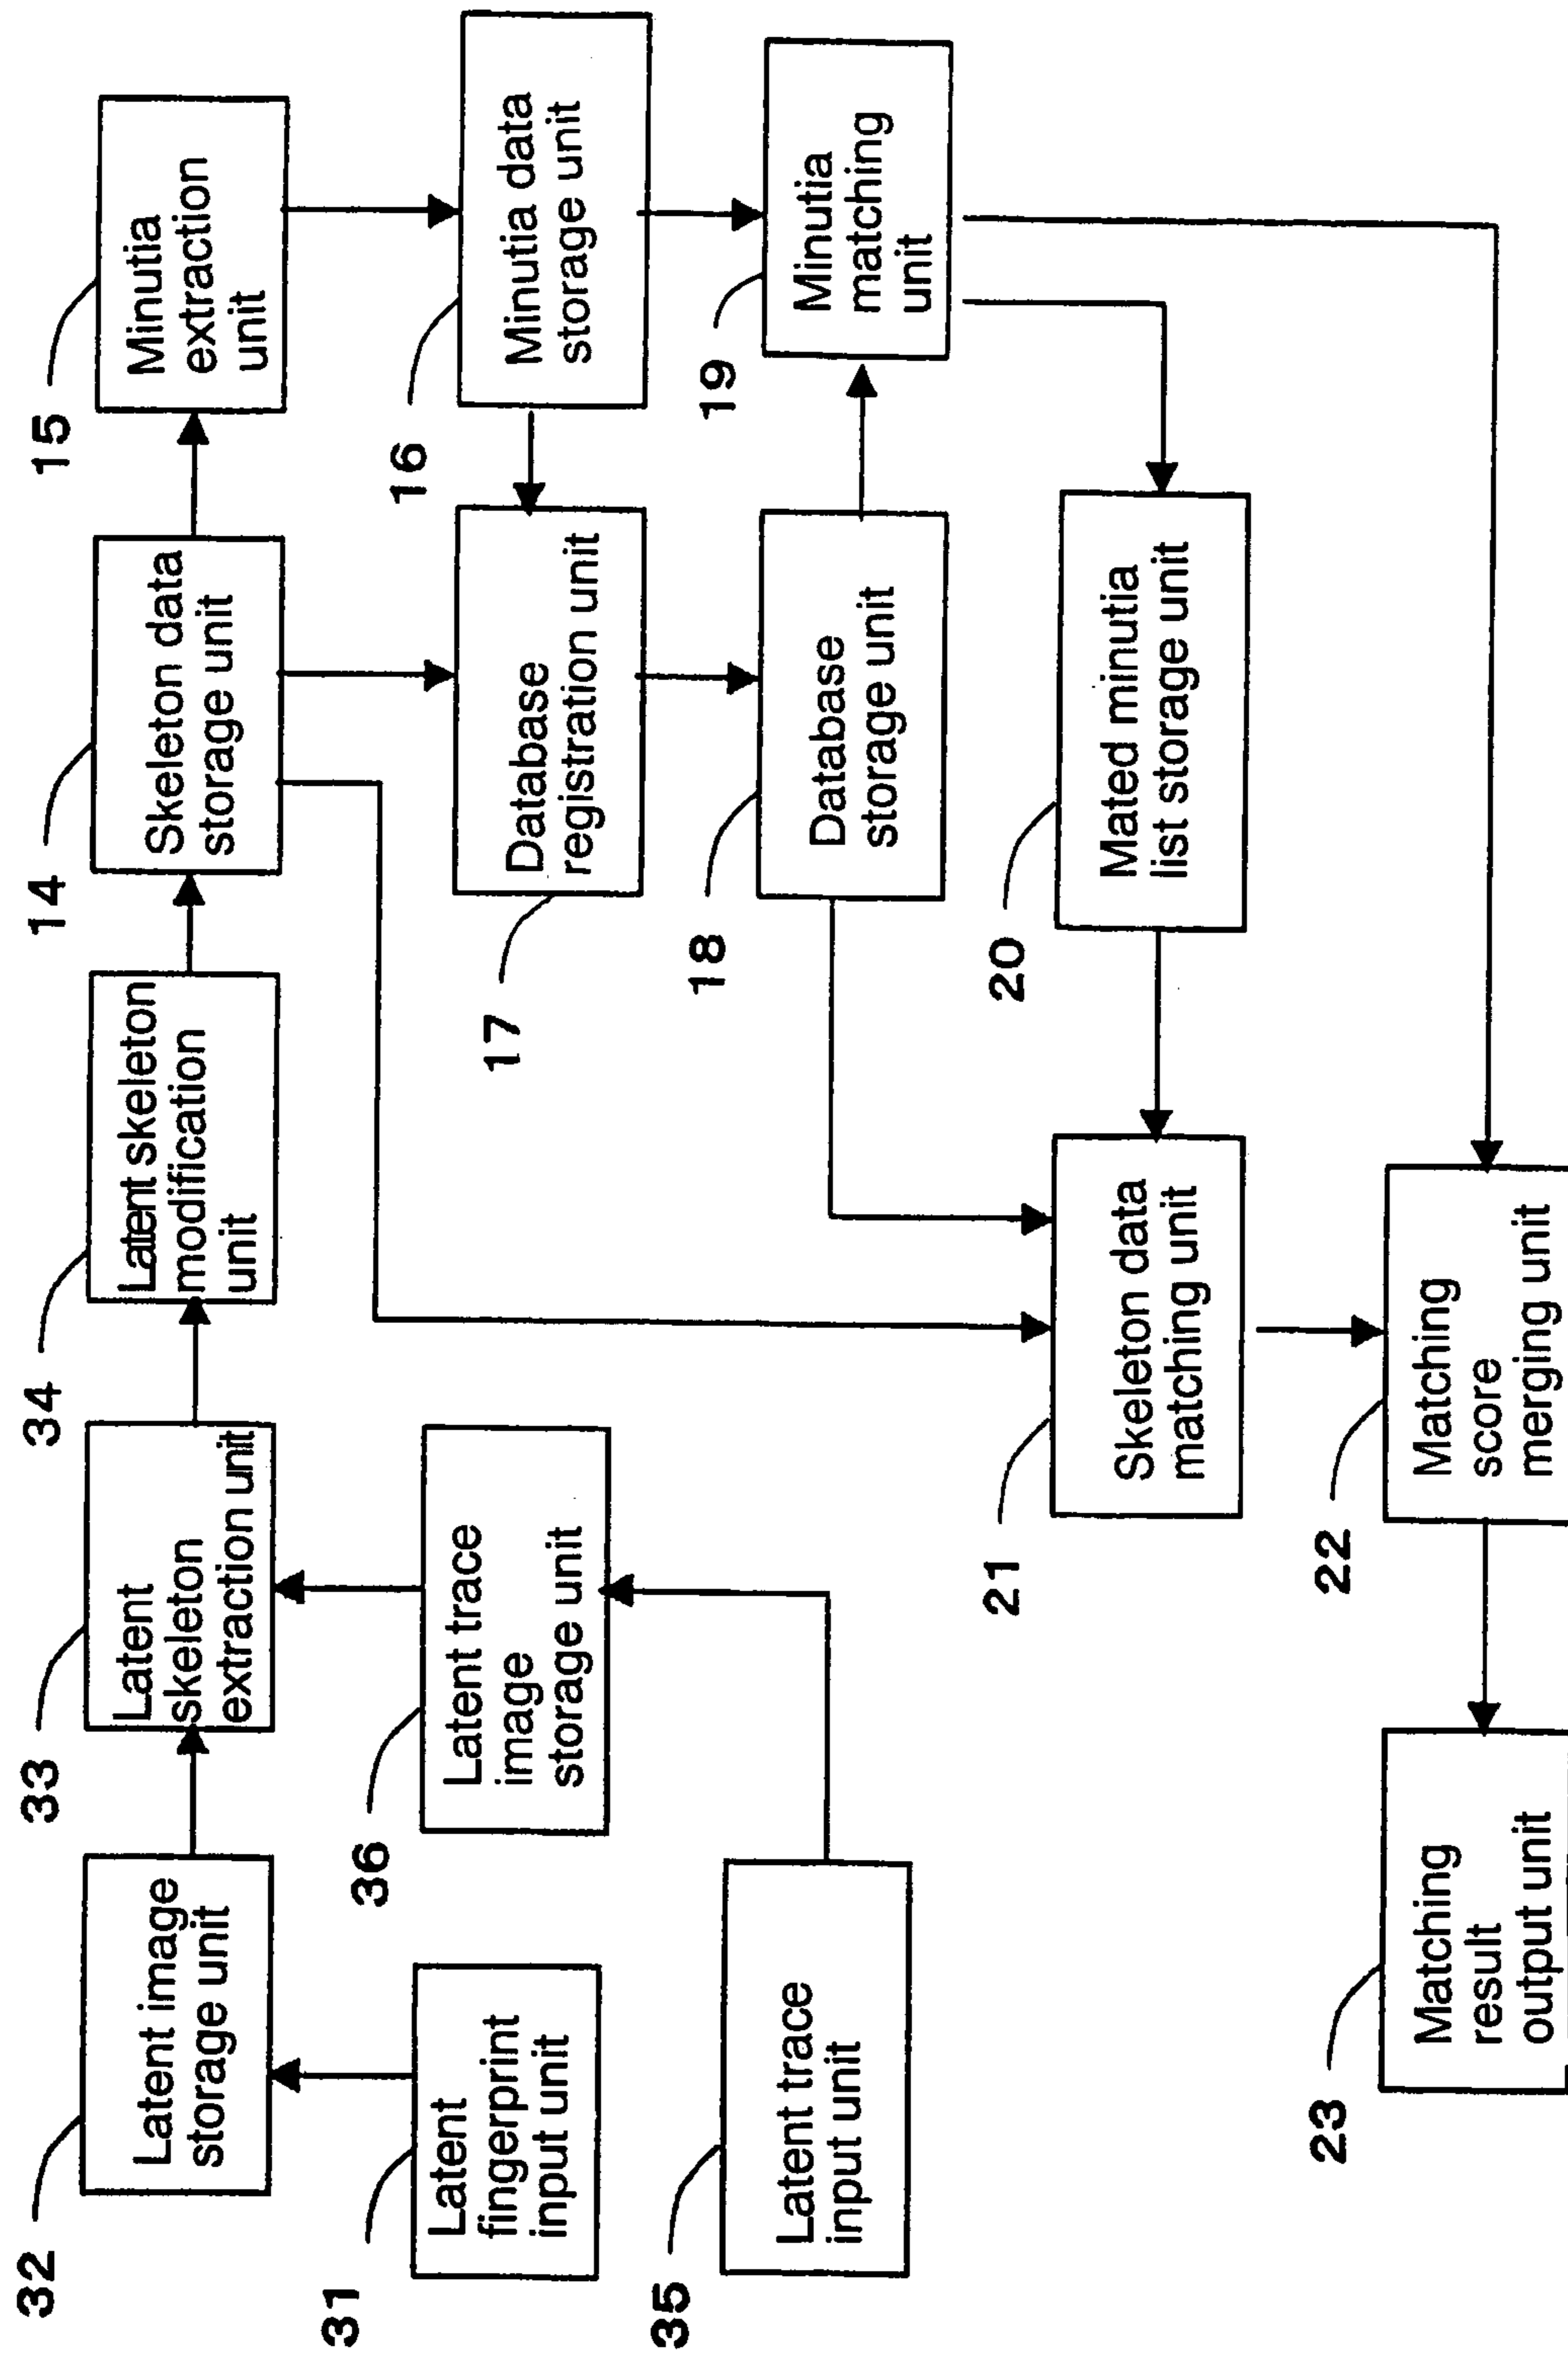 32
Latent image
storage unit
33
Latent
skeleton
extraction unit
34
Latent skeleton
modification
unit
14
Skeleton data
storage unit
15
Minutia
extraction
unit
31
Latent
fingerprint
input unit
36
Latent trace
image
storage unit
17
Database
registration unit
16
Minutia data
storage unit
35
Latent trace
input unit
18
Database
storage unit
19
Minutia
matching
unit
21
Skeleton data
matching unit
20
Mated minutia
list storage unit
23
Matching
result
output unit
22
Matching
score
merging unit